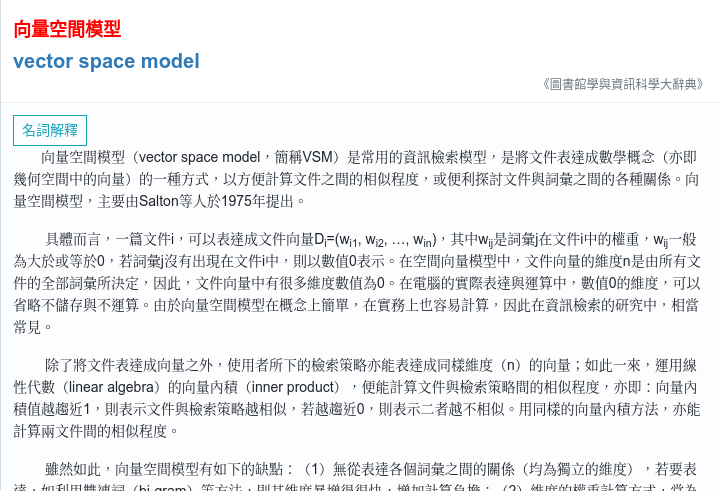 向量空間模型
vector space model
《圖書館學與資訊科學大辭典》
名詞解釋
向量空間模型（vector space model，簡稱VSM）是常用的資訊檢索模型，是將文件表達成數學概念（亦即
幾何空間中的向量）的一種方式，以方便計算文件之間的相似程度，或便利探討文件與詞彙之間的各種關係。向
量空間模型，主要由Salton等人於1975年提出。
具體而言，一篇文件i，可以表達成文件向量Di=(wi1, wi2, …, win)，其中wij是詞彙j在文件i中的權重，wij一般
為大於或等於0，若詞彙j沒有出現在文件i中，則以數值0表示。在空間向量模型中，文件向量的維度n是由所有文
件的全部詞彙所決定，因此，文件向量中有很多維度數值為0。在電腦的實際表達與運算中，數值0的維度，可以
省略不儲存與不運算。由於向量空間模型在概念上簡單，在實務上也容易計算，因此在資訊檢索的研究中，相當
常見。
除了將文件表達成向量之外，使用者所下的檢索策略亦能表達成同樣維度（n）的向量；如此一來，運用線
性代數（linear algebra）的向量內積（inner product），便能計算文件與檢索策略間的相似程度，亦即：向量內
積值越趨近1，則表示文件與檢索策略越相似，若越趨近0，則表示二者越不相似。用同樣的向量內積方法，亦能
計算兩文件間的相似程度。
雖然如此，向量空間模型有如下的缺點：（1）無從表達各個詞彙之間的關係（均為獨立的維度），若要表
達，如利用雙連詞（bi-gram）等方法，則其維度暴增得很快，增加計算負擔；（2）維度的權重計算方式，常為